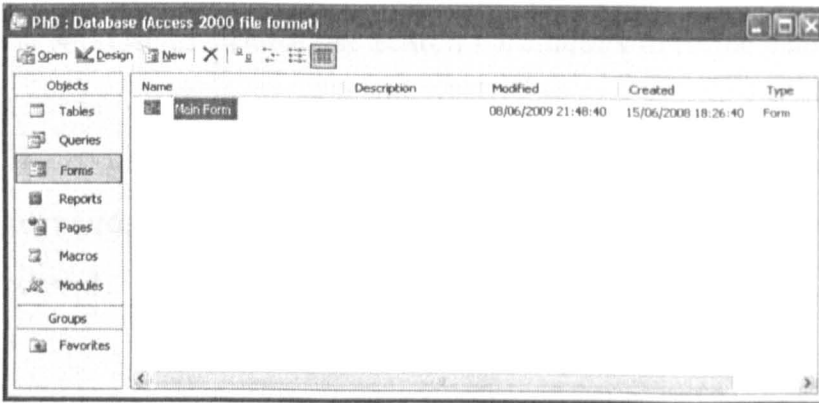 PhD : Database (Access 2000 file format)
Open Design New
Objects
Tables
Queries
Forms
Reports
Pages
Macros
Modules
Groups
Favorites
Name Description Modified Created Type
Main Form 08/06/2009 21:48:40 15/06/2008 18:26:40 Form